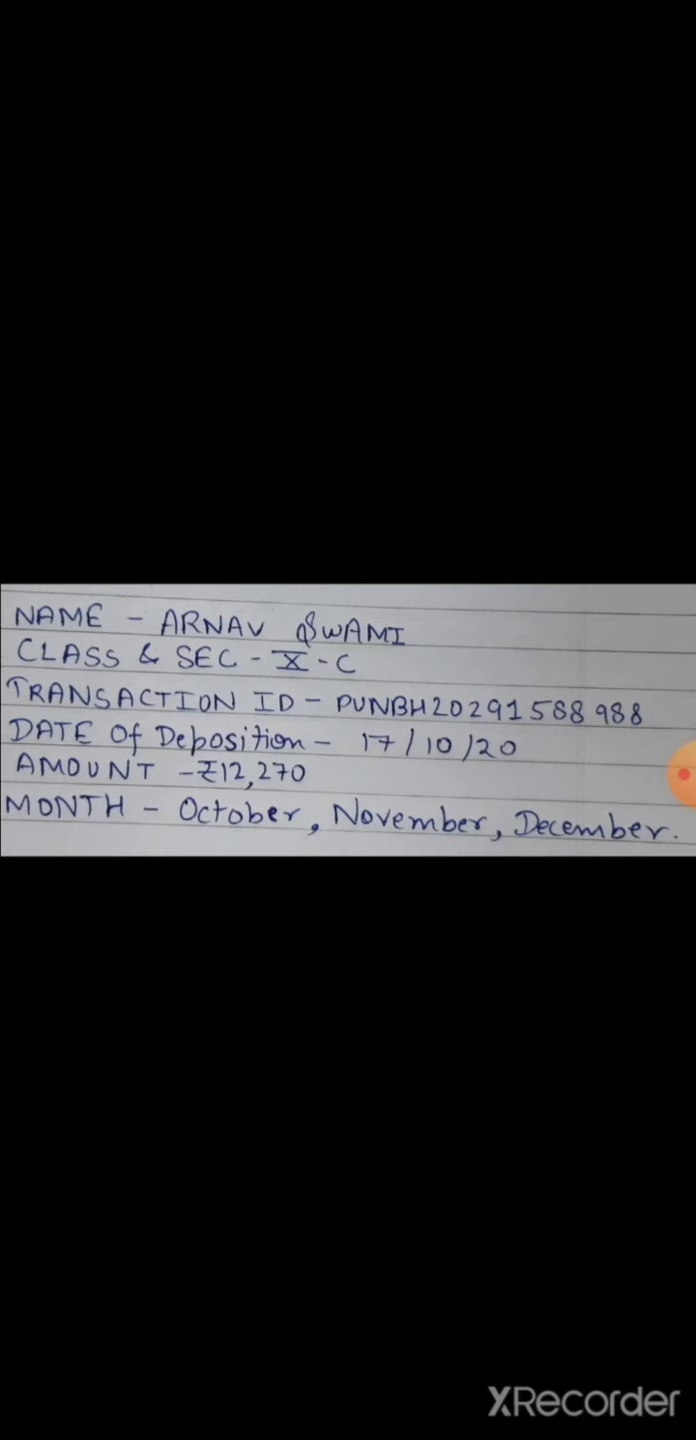 NAME - ARNAV SWAMI
CLASS & SEC - X - C
TRANSACTION ID - PUNBH20291588988
DATE Of Deposition - 17/10/20
AMOUNT - ₹12,270
MONTH - October, November, December.
XRecorder